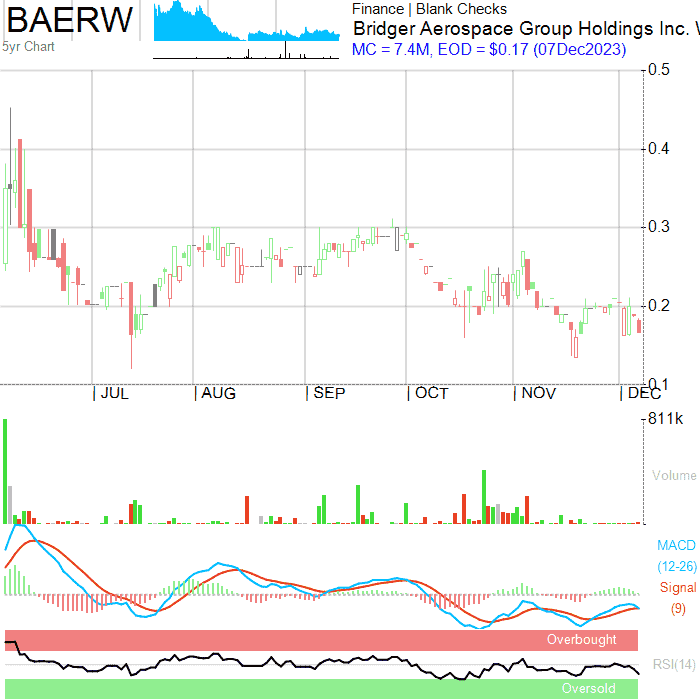 BAERW
5yr Chart
Finance | Blank Checks
Bridger Aerospace Group Holdings Inc. W
MC = 7.4M, EOD = $0.17 (07Dec2023)
0.5
0.4
0.3
0.2
0.1
JUL
AUG
SEP
OCT
NOV
DEC
811k
Volume
MACD
(12-26)
Signal
(9)
Overbought
RSI(14)
Oversold